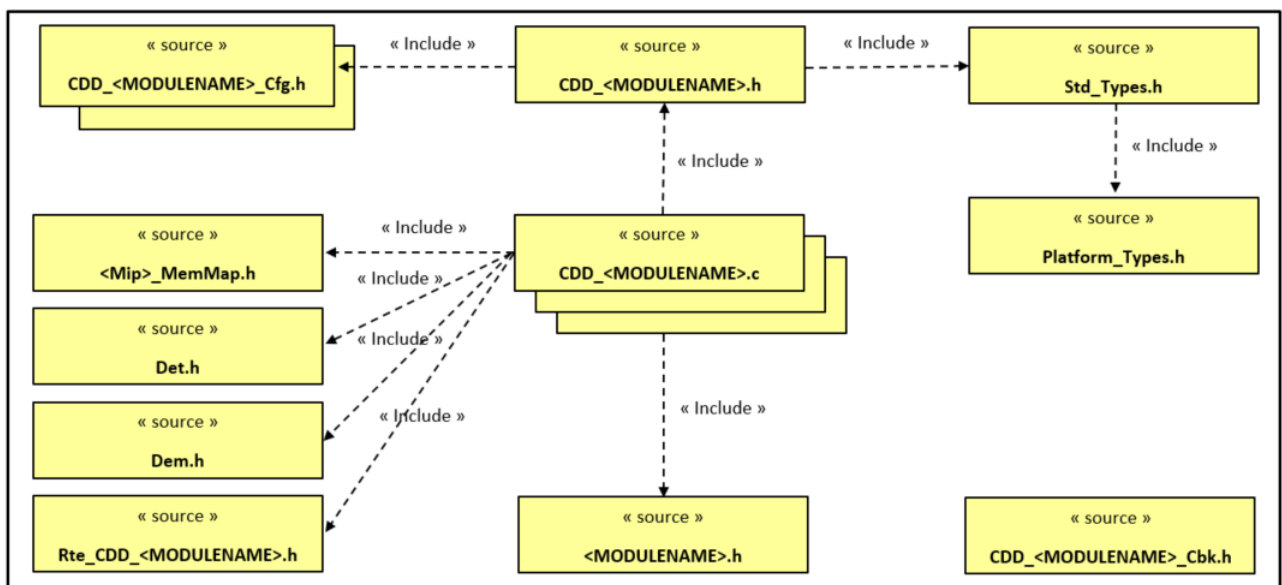 « source »
CDD_<MODULENAME>_Cfg.h
« Include »
« source »
CDD_<MODULENAME>.h
« Include »
« source »
Std_Types.h
« Include »
« Include »
« source »
<Mip>_MemMap.h
« Include »
« source »
CDD_<MODULENAME>.c
« source »
Platform_Types.h
« Include »
« source »
Det.h
« Include »
« source »
Dem.h
« Include »
« Include »
« source »
Rte_CDD_<MODULENAME>.h
« source »
<MODULENAME>.h
« source »
CDD_<MODULENAME>_Cbk.h